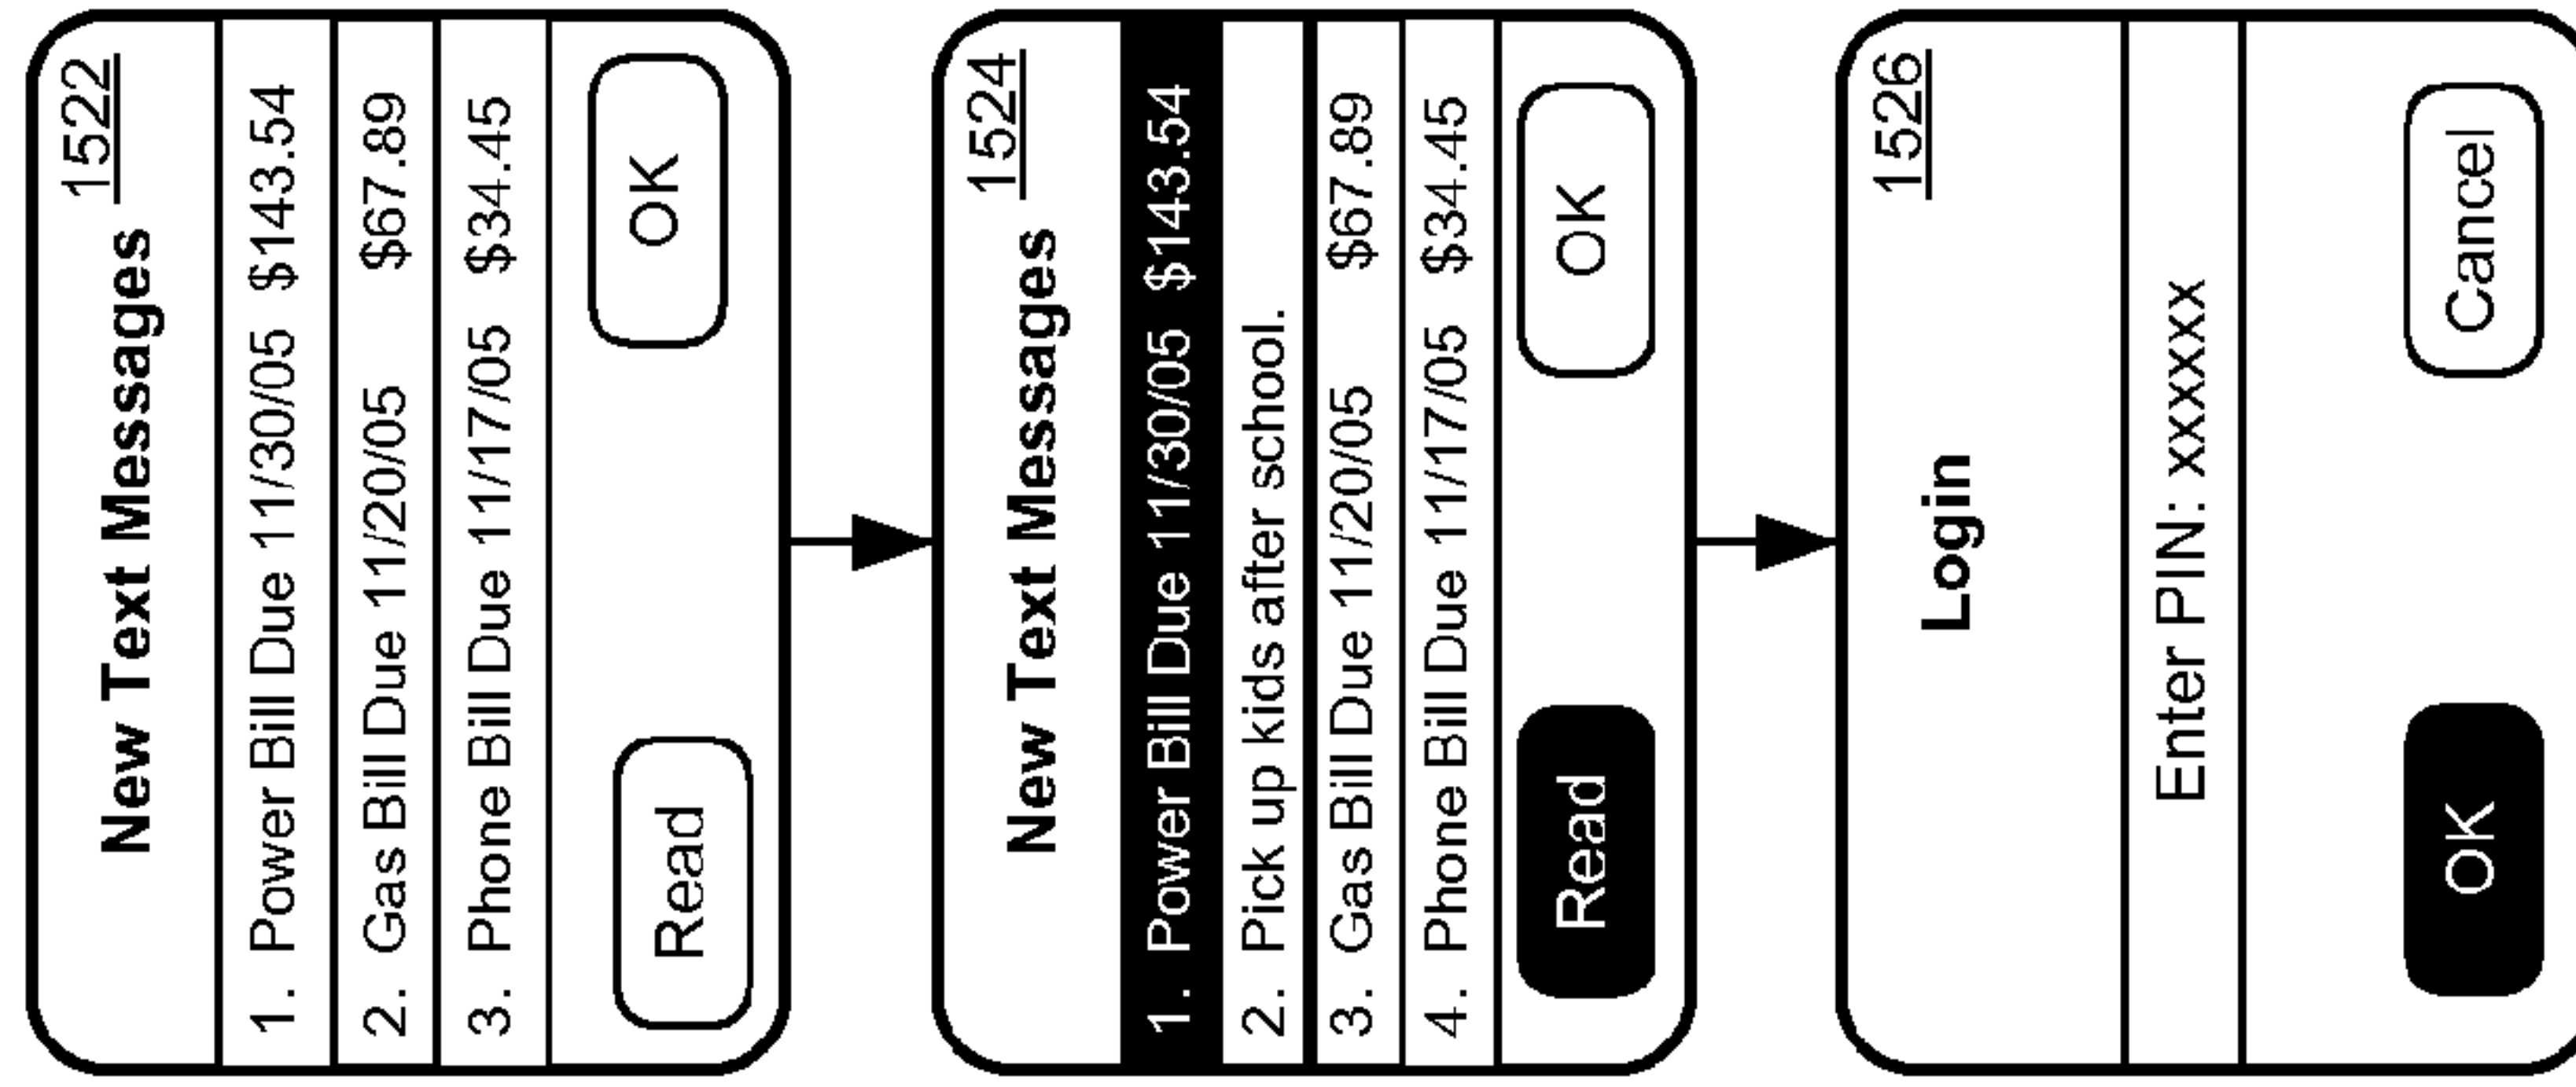 1522
New Text Messages
1. Power Bill Due 11/30/05 $143.54
2. Gas Bill Due 11/20/05 $67.89
3. Phone Bill Due 11/17/05 $34.45
Read OK
1524
New Text Messages
1. Power Bill Due 11/30/05 $143.54
2. Pick up kids after school.
3. Gas Bill Due 11/20/05 $67.89
4. Phone Bill Due 11/17/05 $34.45
Read OK
1526
Login
Enter PIN: xxxxxx
OK Cancel